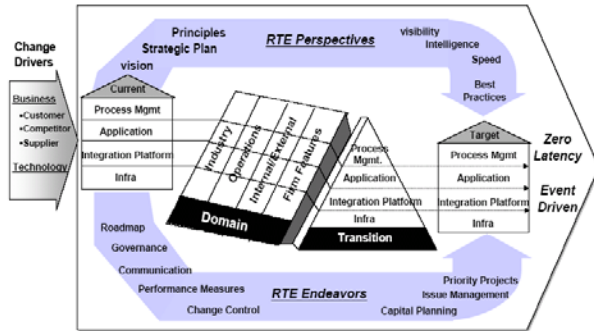 Change
Drivers
Business
•Customer
•Competitor
•Supplier
Technology
Principles
Strategic Plan
vision
RTE Perspectives
visibility
Intelligence
Speed
Best
Practices
Current
Process Mgmt
Application
Integration Platform
Infra
Industry
Operations
Internal/External
Firm Features
Domain
Process
Mgmt.
Application
Integration Platform
Infra
Transition
Target
Process Mgmt
Application
Integration Platform
Infra
Zero
Latency
Event
Driven
Roadmap
Governance
Communication
Performance Measures
Change Control
RTE Endeavors
Priority Projects
Issue Management
Capital Planning